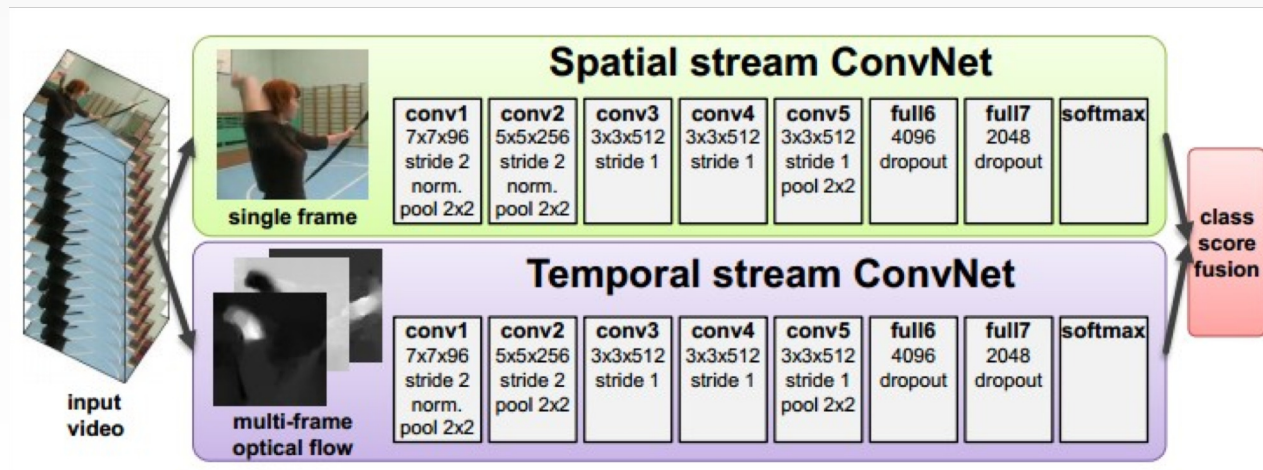 Spatial stream ConvNet
single frame
conv1
7x7x96
stride 2
norm.
pool 2x2
conv2
5x5x256
stride 2
norm.
pool 2x2
conv3
3x3x512
stride 1
conv4
3x3x512
stride 1
conv5
3x3x512
stride 1
pool 2x2
full6
4096
dropout
full7
2048
dropout
softmax
Temporal stream ConvNet
multi-frame
optical flow
conv1
7x7x96
stride 2
norm.
pool 2x2
conv2
5x5x256
stride 2
pool 2x2
conv3
3x3x512
stride 1
conv4
3x3x512
stride 1
conv5
3x3x512
stride 1
pool 2x2
full6
4096
dropout
full7
2048
dropout
softmax
input
video
class
score
fusion